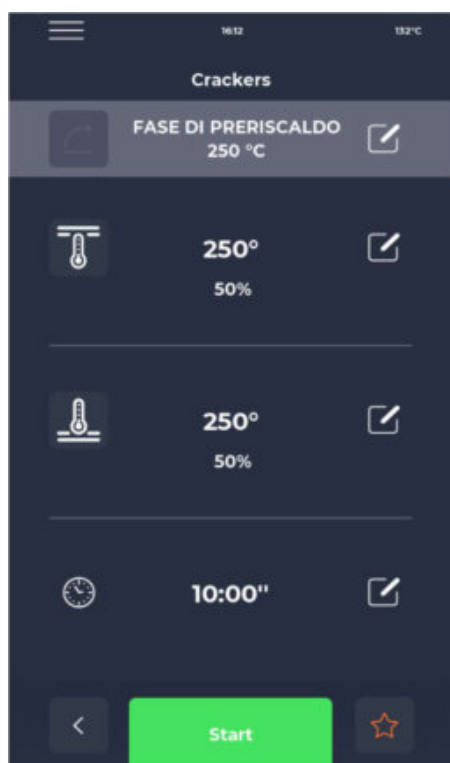 16:12 132°C
Crackers
FASE DI PRERISCALDO
250 °C
250°
50%
250°
50%
10:00"
Start